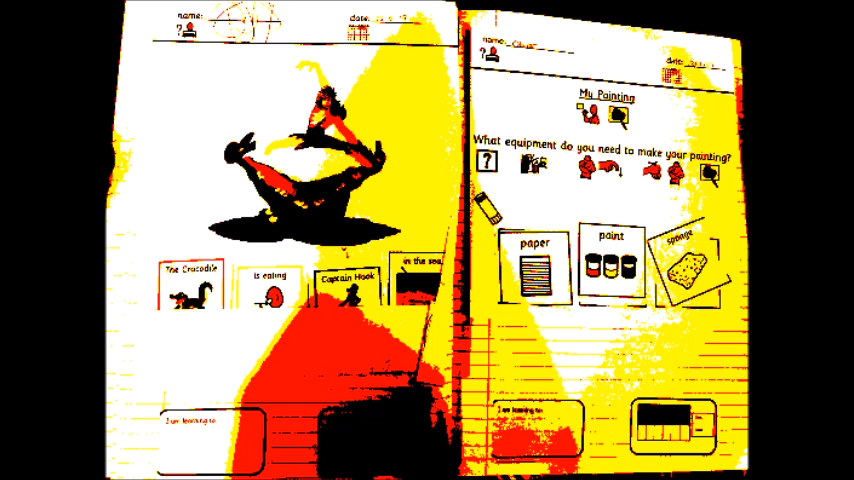 name:
date:
The Crocodile
is eating
Captain Hook
in the sea.
I am learning to:
name:
date:
My Painting
What equipment do you need to make your painting?
?
paper
paint
sponge
I am learning to: